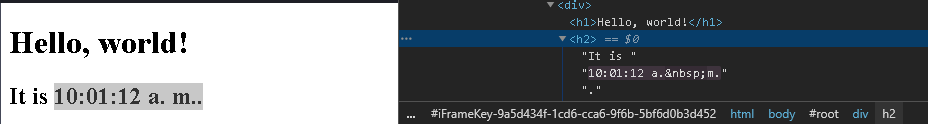 Hello, world!
It is 10:01:12 a. m..
<div>
<h1>Hello, world!</h1>
... <h2> == $0
"It is "
"10:01:12 a.&nbsp;m."
"."
... #iFrameKey-9a5d434f-1cd6-cca6-9f6b-5bf6d0b3d452 html body #root div h2